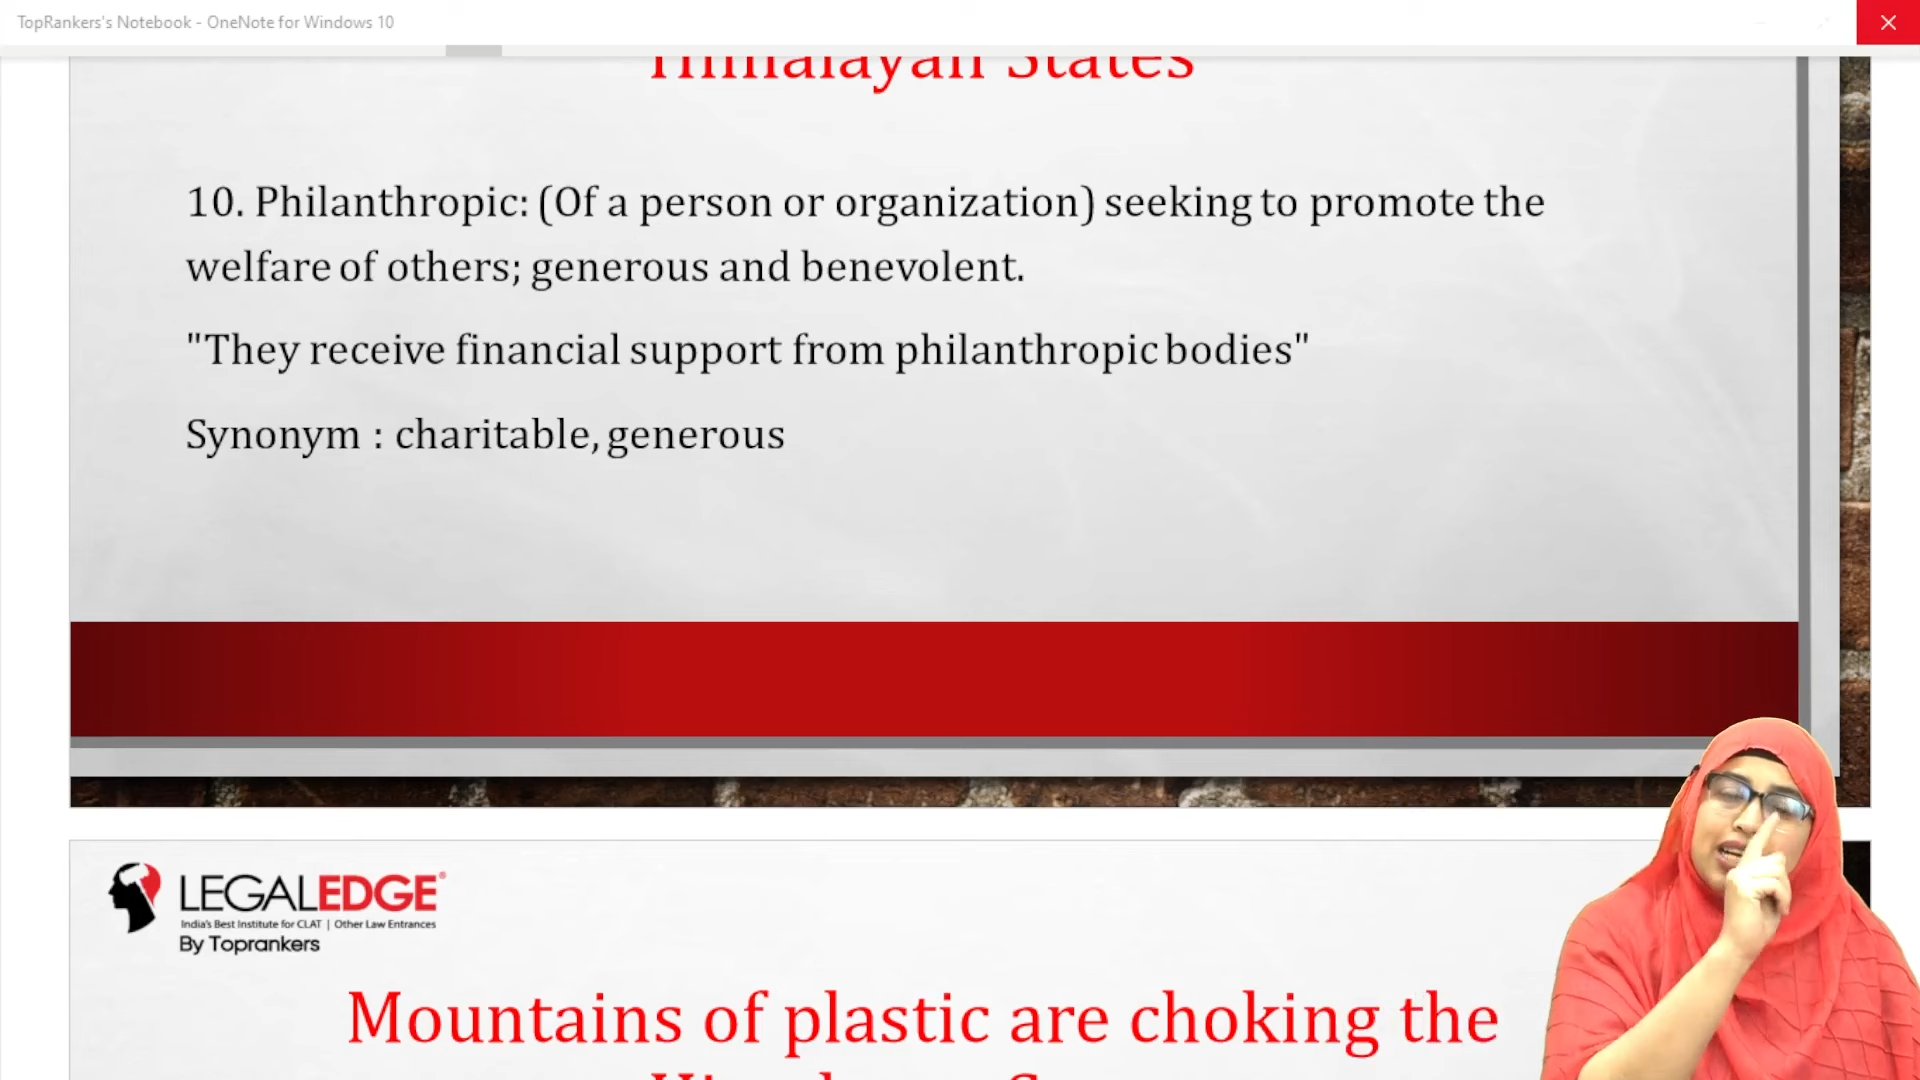 TopRankers's Notebook - OneNote for Windows 10
Himalayan States
10. Philanthropic: (Of a person or organization) seeking to promote the
welfare of others; generous and benevolent.
"They receive financial support from philanthropic bodies"
Synonym : charitable, generous
LEGALEDGE®
India's Best Institute for CLAT | Other Law Entrances
By Toprankers
Mountains of plastic are choking the